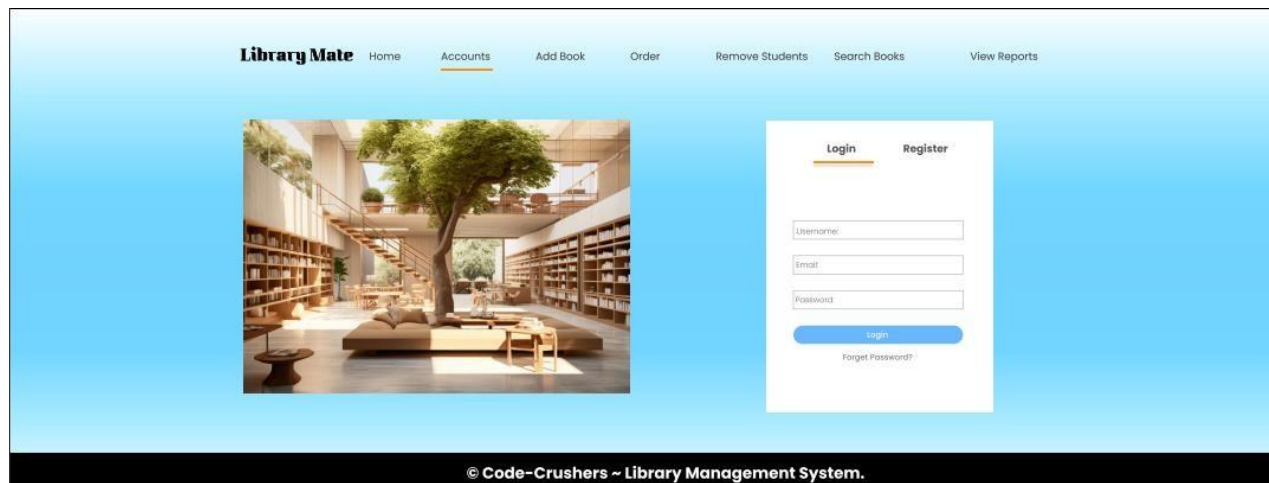 Library Mate Home Accounts Add Book Order Remove Students Search Books View Reports
Login Register
Username:
Email:
Password:
Login
Forget Password?
© Code-Crushers ~ Library Management System.